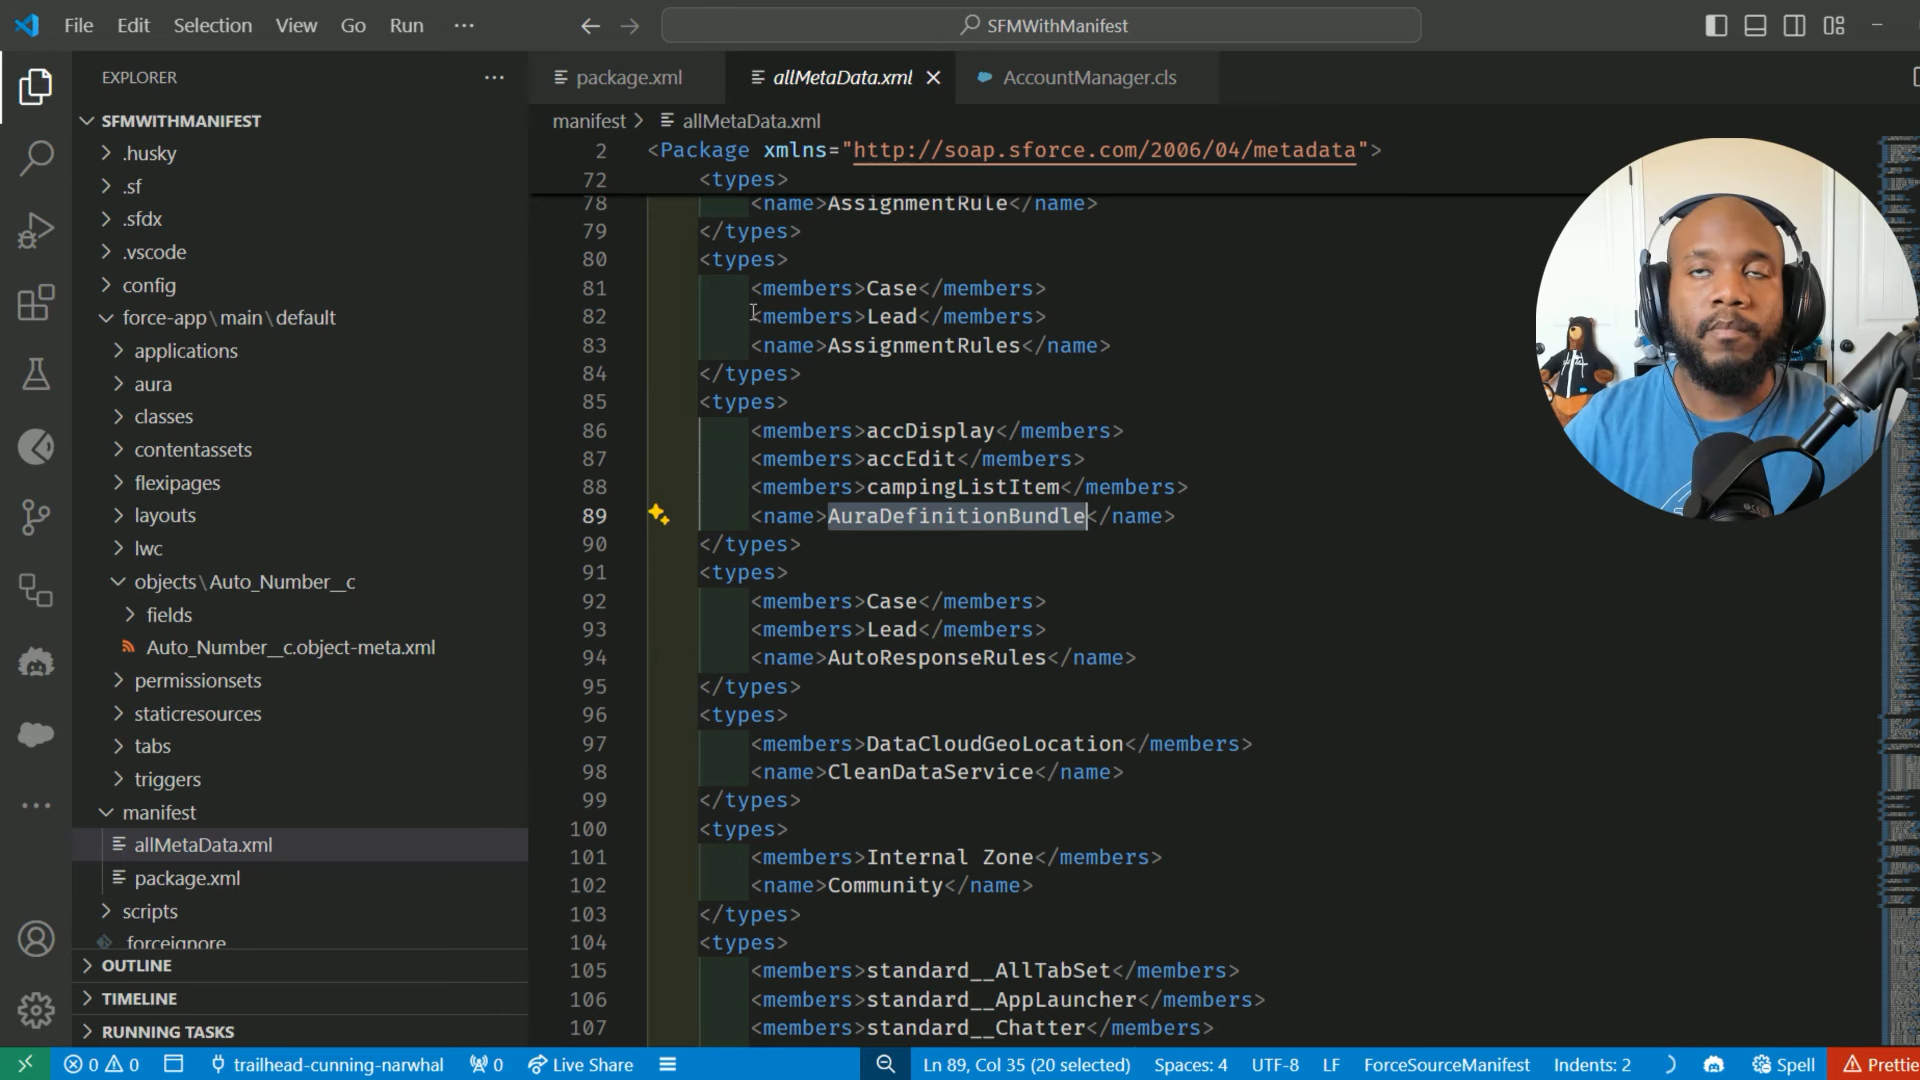 File Edit Selection View Go Run ···
SFMWithManifest
EXPLORER ···
SFMWITHMANIFEST
.husky
.sf
.sfdx
.vscode
config
force-app\main\default
applications
aura
classes
contentassets
flexipages
layouts
lwc
objects\Auto_Number__c
fields
Auto_Number__c.object-meta.xml
permissionsets
staticresources
tabs
triggers
manifest
allMetaData.xml
package.xml
scripts
.forceignore
OUTLINE
TIMELINE
RUNNING TASKS
package.xml allMetaData.xml AccountManager.cls
manifest > allMetaData.xml
2 <Package xmlns="http://soap.sforce.com/2006/04/metadata">
72 <types>
78 <name>AssignmentRule</name>
79 </types>
80 <types>
81 <members>Case</members>
82 <members>Lead</members>
83 <name>AssignmentRules</name>
84 </types>
85 <types>
86 <members>accDisplay</members>
87 <members>accEdit</members>
88 <members>campingListItem</members>
89 <name>AuraDefinitionBundle</name>
90 </types>
91 <types>
92 <members>Case</members>
93 <members>Lead</members>
94 <name>AutoResponseRules</name>
95 </types>
96 <types>
97 <members>DataCloudGeoLocation</members>
98 <name>CleanDataService</name>
99 </types>
100 <types>
101 <members>Internal Zone</members>
102 <name>Community</name>
103 </types>
104 <types>
105 <members>standard__AllTabSet</members>
106 <members>standard__AppLauncher</members>
107 <members>standard__Chatter</members>
0 0 trailhead-cunning-narwhal 0 Live Share Ln 89, Col 35 (20 selected) Spaces: 4 UTF-8 LF ForceSourceManifest Indents: 2 Spell Prettie